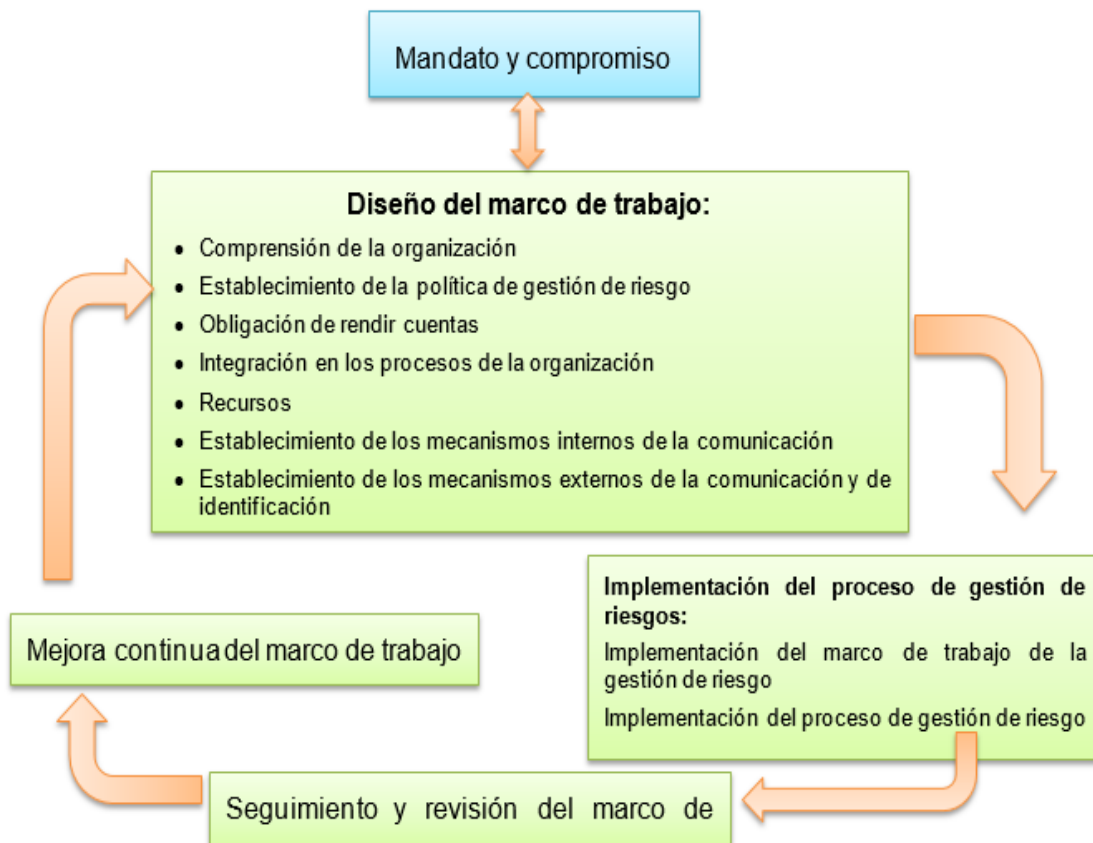 Mandato y compromiso
Diseño del marco de trabajo:
• Comprensión de la organización
• Establecimiento de la política de gestión de riesgo
• Obligación de rendir cuentas
• Integración en los procesos de la organización
• Recursos
• Establecimiento de los mecanismos internos de la comunicación
• Establecimiento de los mecanismos externos de la comunicación y de
identificación
Implementación del proceso de gestión de
riesgos:
Implementación del marco de trabajo de la
gestión de riesgo
Implementación del proceso de gestión de riesgo
Mejora continua del marco de trabajo
Seguimiento y revisión del marco de